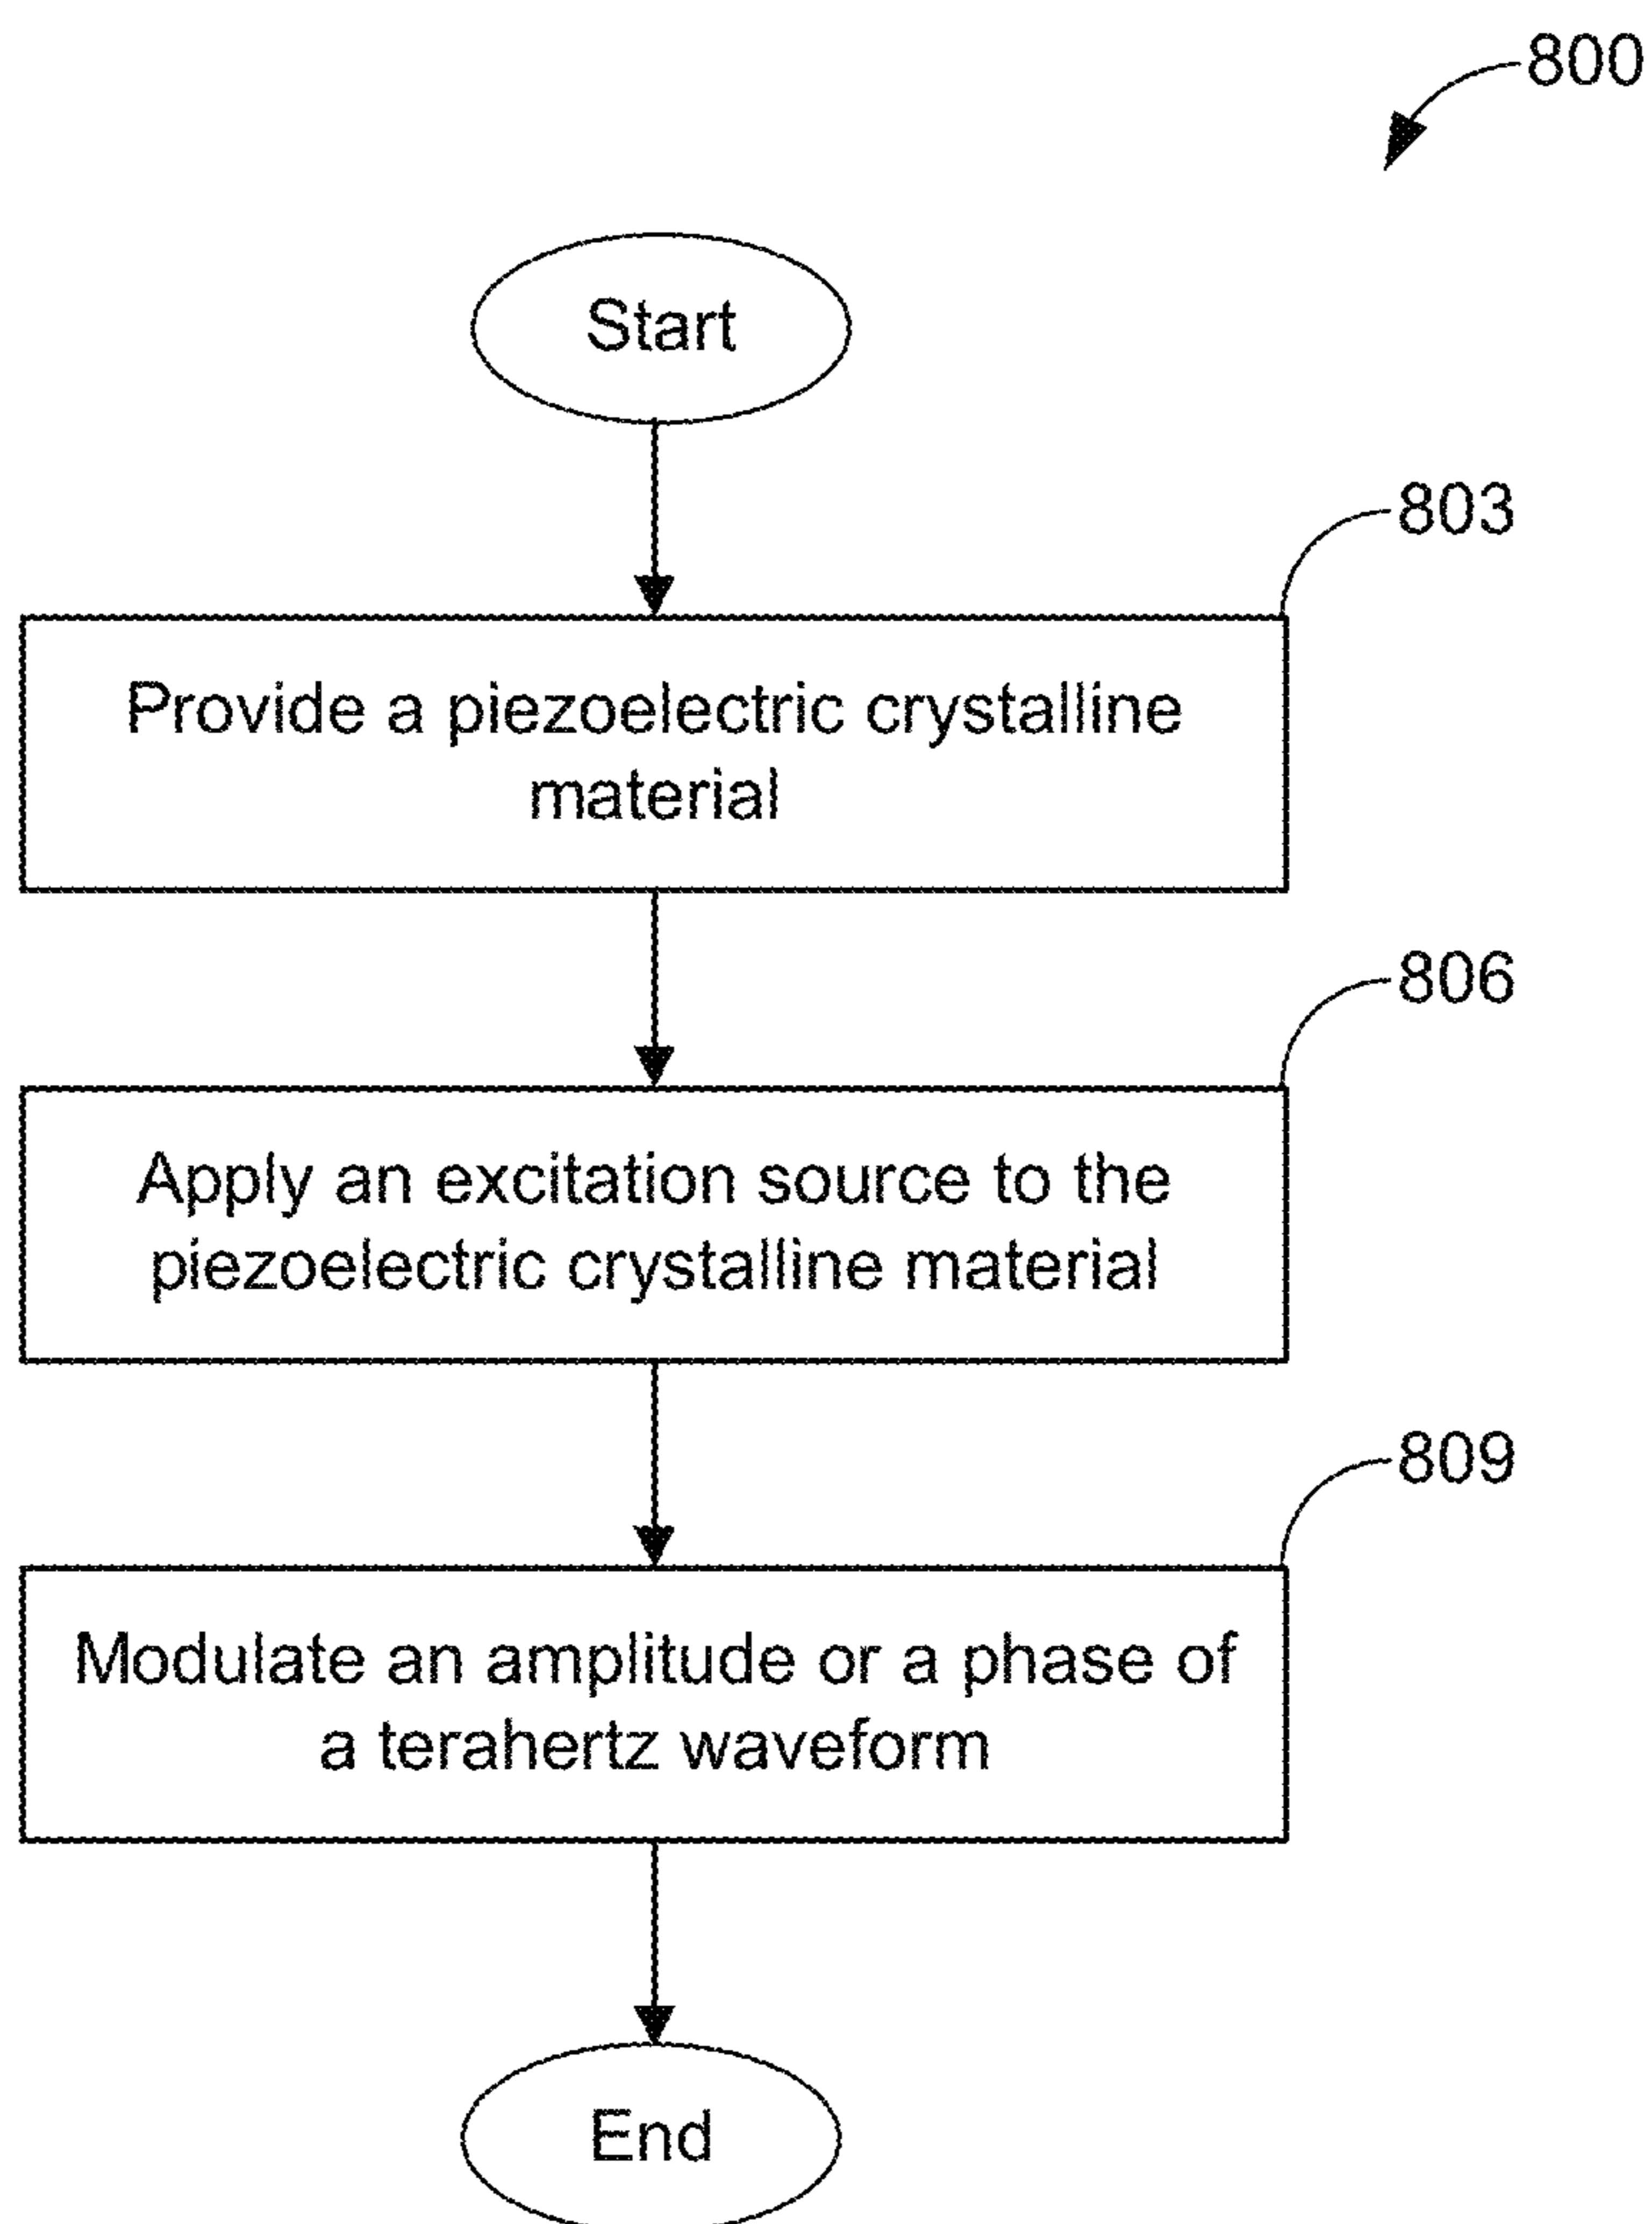 800
Start
803
Provide a piezoelectric crystalline
material
806
Apply an excitation source to the
piezoelectric crystalline material
809
Modulate an amplitude or a phase of
a terahertz waveform
End